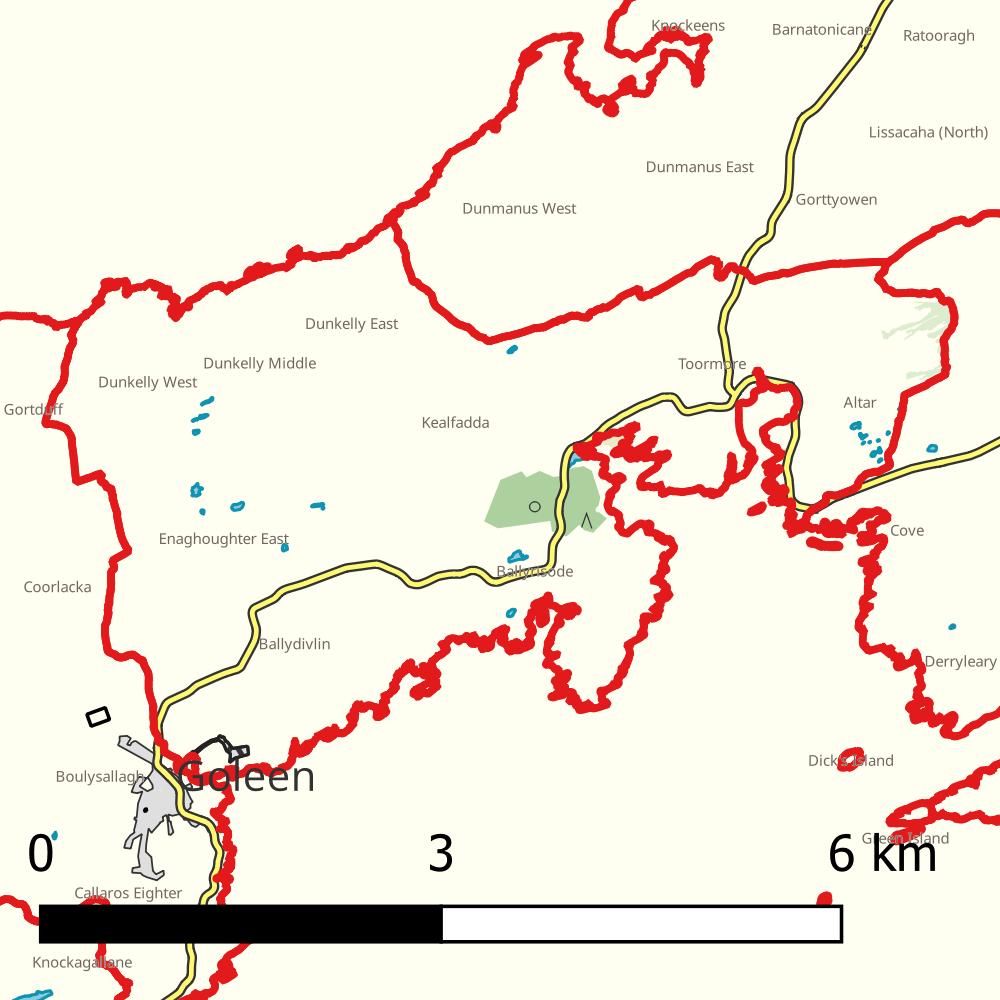 Knockeens
Barnatonicane
Ratooragh
Lissacaha (North)
Dunmanus East
Gorttyowen
Dunmanus West
Dunkelly East
Dunkelly Middle
Toormore
Dunkelly West
Gortduff
Altar
Kealfadda
Enaghoughter East
Cove
Ballyrisode
Coorlacka
Ballydivlin
Derryleary
Dick's Island
Boulysallagh
Goleen
Green Island
0 3 6 km
Callaros Eighter
Knockagallane